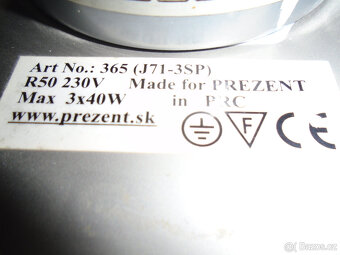 Art No.: 365 (J71-3SP)
R50 230V Made for PREZENT
Max 3x40W in PRC
www.prezent.sk
F CE
© Bazos.cz